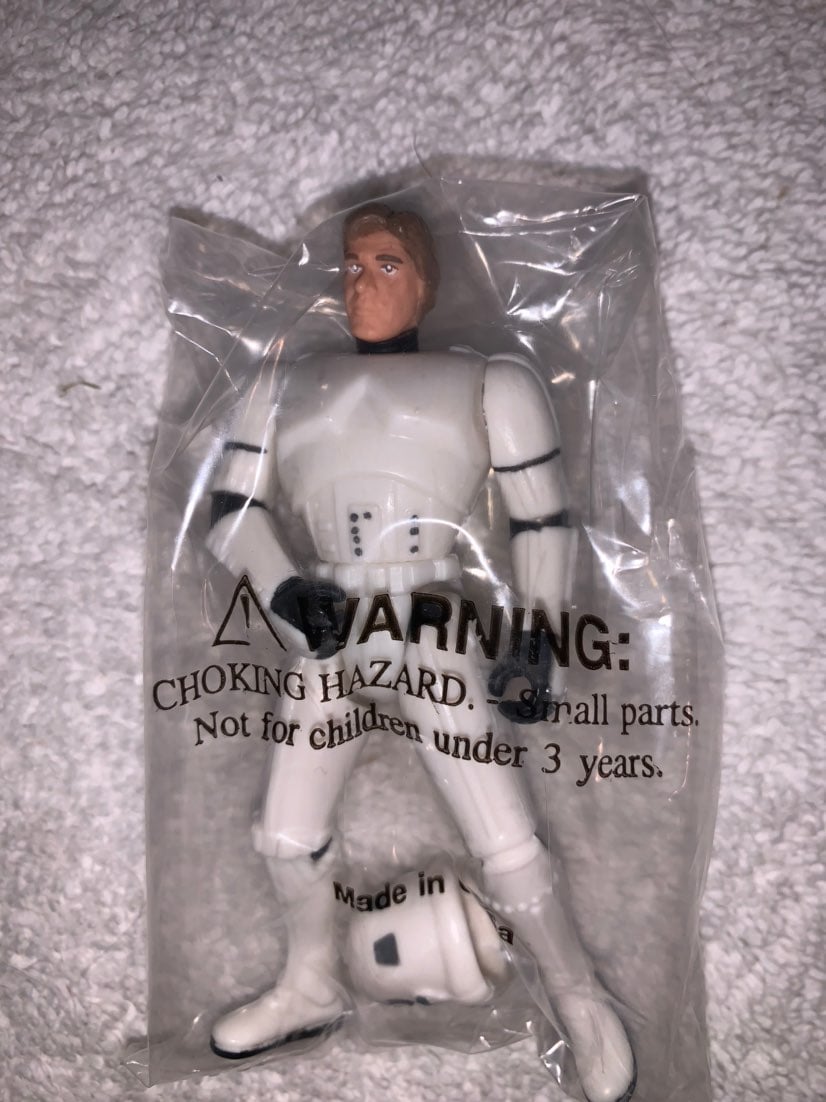 ⚠ WARNING:
CHOKING HAZARD. - Small parts.
Not for children under 3 years.
Made in